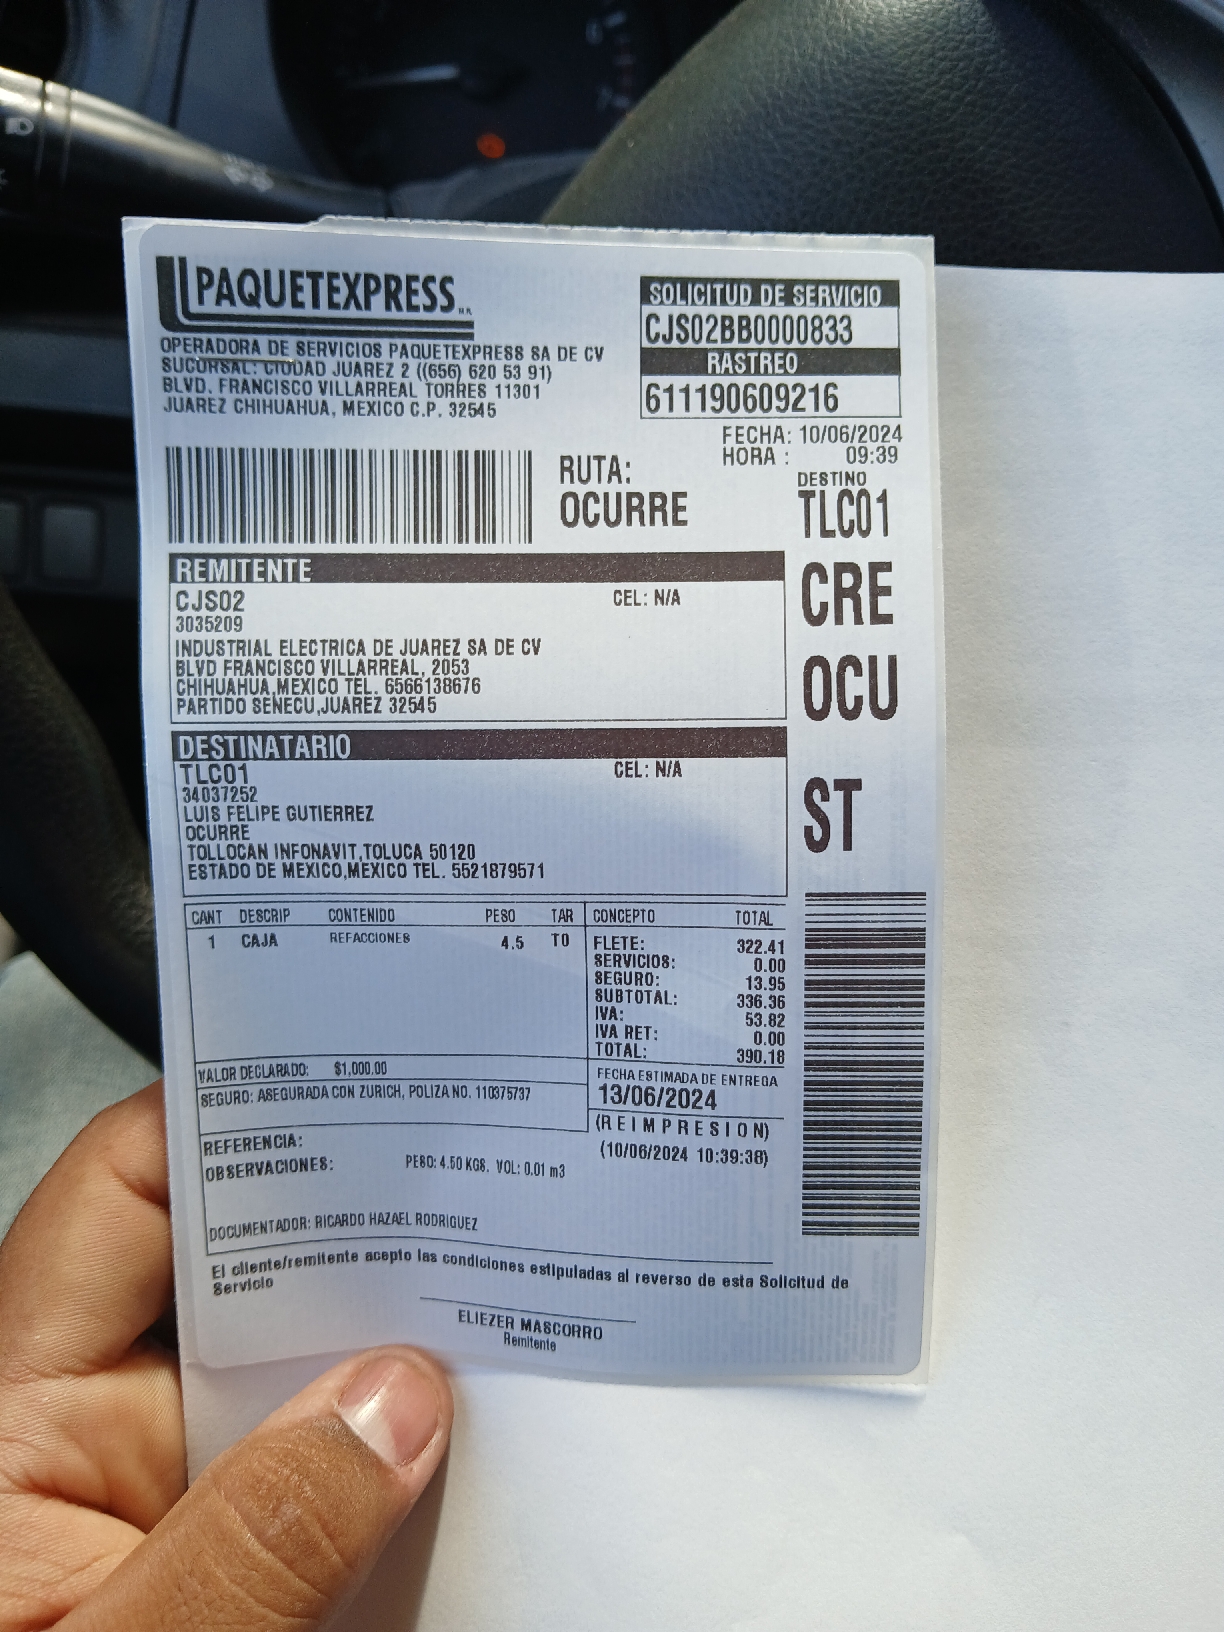 PAQUETEXPRESS M.R.
OPERADORA DE SERVICIOS PAQUETEXPRESS SA DE CV
SUCURSAL: CIUDAD JUAREZ 2 ((656) 620 53 91)
BLVD. FRANCISCO VILLARREAL TORRES 11301
JUAREZ CHIHUAHUA, MEXICO C.P. 32545
SOLICITUD DE SERVICIO
CJS02BB0000833
RASTREO
611190609216
FECHA: 10/06/2024
HORA : 09:39
RUTA:
OCURRE
DESTINO
TLC01
CRE
OCU
ST
REMITENTE
CJS02 CEL: N/A
3035209
INDUSTRIAL ELECTRICA DE JUAREZ SA DE CV
BLVD FRANCISCO VILLARREAL, 2053
CHIHUAHUA,MEXICO TEL. 6566138676
PARTIDO SENECU,JUAREZ 32545
DESTINATARIO
TLC01 CEL: N/A
34037252
LUIS FELIPE GUTIERREZ
OCURRE
TOLLOCAN INFONAVIT,TOLUCA 50120
ESTADO DE MEXICO,MEXICO TEL. 5521879571
CANT DESCRIP CONTENIDO PESO TAR
1 CAJA REFACCIONES 4.5 T0
CONCEPTO TOTAL
FLETE: 322.41
SERVICIOS: 0.00
SEGURO: 13.95
SUBTOTAL: 336.36
IVA: 53.82
IVA RET: 0.00
TOTAL: 390.18
VALOR DECLARADO: $1,000.00
SEGURO: ASEGURADA CON ZURICH, POLIZA NO. 110375737
FECHA ESTIMADA DE ENTREGA
13/06/2024
(R E I M P R E S I O N)
(10/06/2024 10:39:38)
REFERENCIA:
OBSERVACIONES: PESO: 4.50 KGS. VOL: 0.01 m3
DOCUMENTADOR: RICARDO HAZAEL RODRIGUEZ
El cliente/remitente acepto las condiciones estipuladas al reverso de esta Solicitud de
Servicio
ELIEZER MASCORRO
Remitente